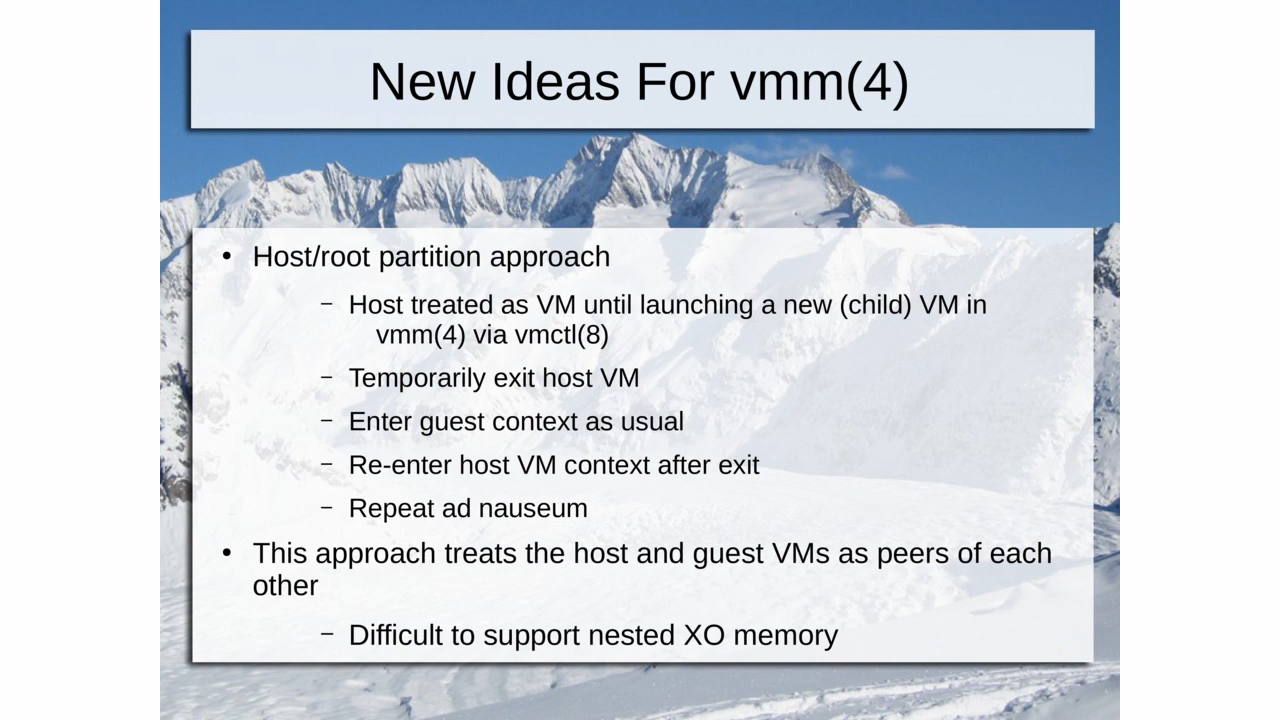 New Ideas For vmm(4)
● Host/root partition approach
– Host treated as VM until launching a new (child) VM in
vmm(4) via vmctl(8)
– Temporarily exit host VM
– Enter guest context as usual
– Re-enter host VM context after exit
– Repeat ad nauseum
● This approach treats the host and guest VMs as peers of each
other
– Difficult to support nested XO memory